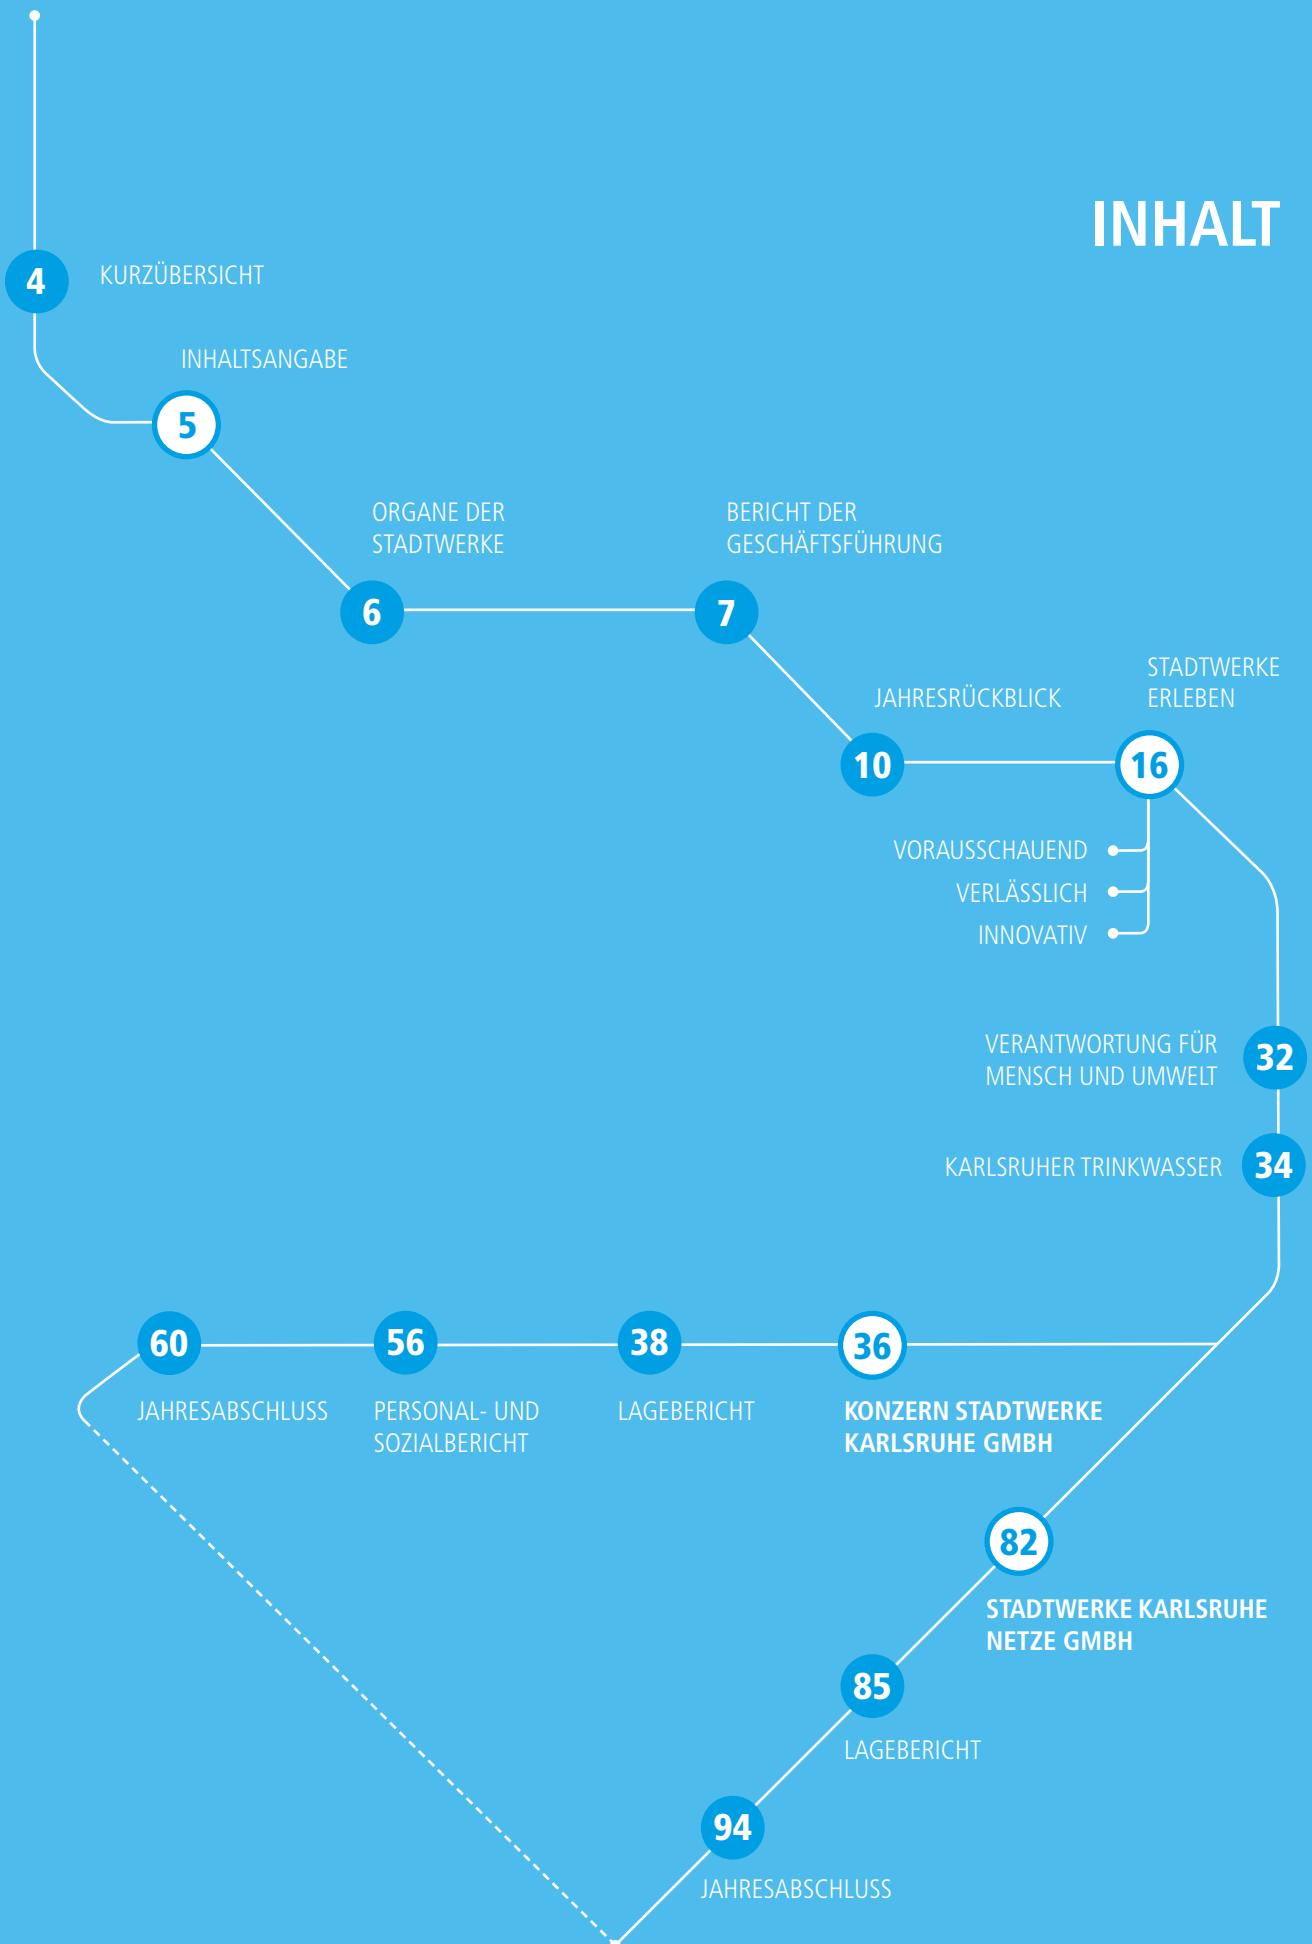 INHALT
4
KURZÜBERSICHT
INHALTSANGABE
5
ORGANE DER
STADTWERKE
6
BERICHT DER
GESCHÄFTSFÜHRUNG
7
JAHRESRÜCKBLICK
10
STADTWERKE
ERLEBEN
16
VORAUSSCHAUEND
VERLÄSSLICH
INNOVATIV
VERANTWORTUNG FÜR
MENSCH UND UMWELT
32
KARLSRUHER TRINKWASSER
34
36
KONZERN STADTWERKE
KARLSRUHE GMBH
38
LAGEBERICHT
56
PERSONAL- UND
SOZIALBERICHT
60
JAHRESABSCHLUSS
82
STADTWERKE KARLSRUHE
NETZE GMBH
85
LAGEBERICHT
94
JAHRESABSCHLUSS